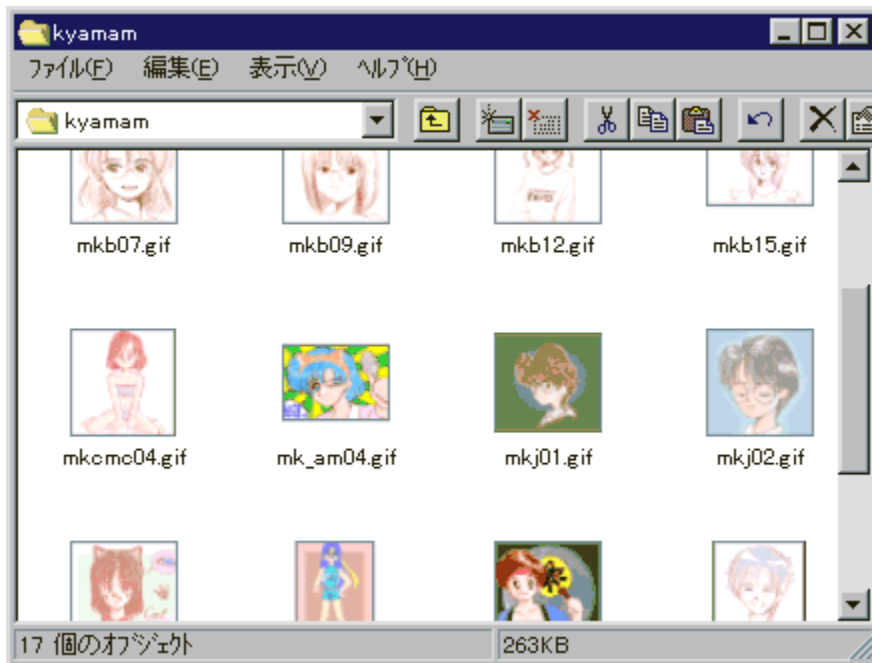 kyamam
ﾌｧｲﾙ(F) 編集(E) 表示(V) ﾍﾙﾌﾟ(H)
kyamam
mkb07.gif mkb09.gif mkb12.gif mkb15.gif
mkcmc04.gif mk_am04.gif mkj01.gif mkj02.gif
17 個のｵﾌﾞｼﾞｪｸﾄ 263KB